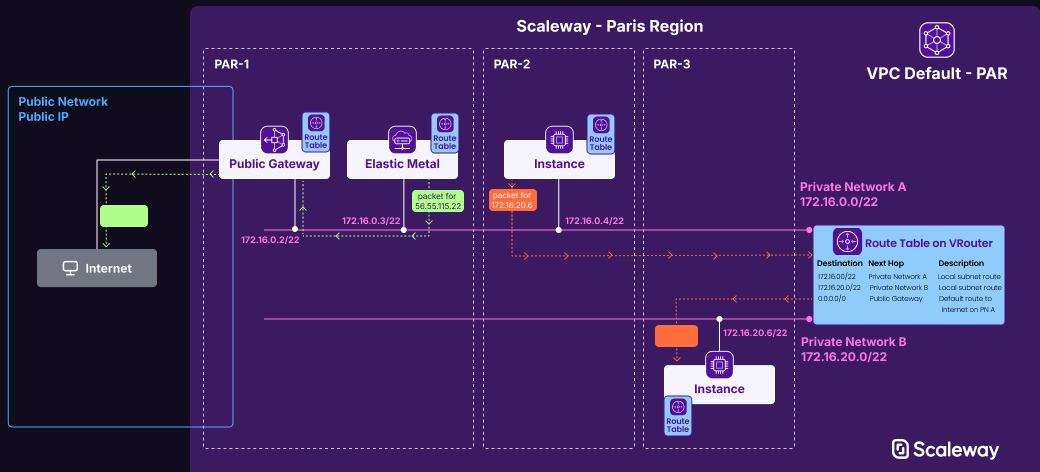 Scaleway - Paris Region
VPC Default - PAR
PAR-1
PAR-2
PAR-3
Public Network
Public IP
Public Gateway
Route
Table
Elastic Metal
Route
Table
Instance
Route
Table
packet for
56.55.115.22
packet for
172.16.20.6
172.16.0.2/22
172.16.0.3/22
172.16.0.4/22
Private Network A
172.16.0.0/22
Internet
Route Table on VRouter
Destination Next Hop Description
172.16.00/22 Private Network A Local subnet route
172.16.20.0/22 Private Network B Local subnet route
0.0.0.0/0 Public Gateway Default route to
Internet on PN A
172.16.20.6/22
Private Network B
172.16.20.0/22
Instance
Route
Table
Scaleway